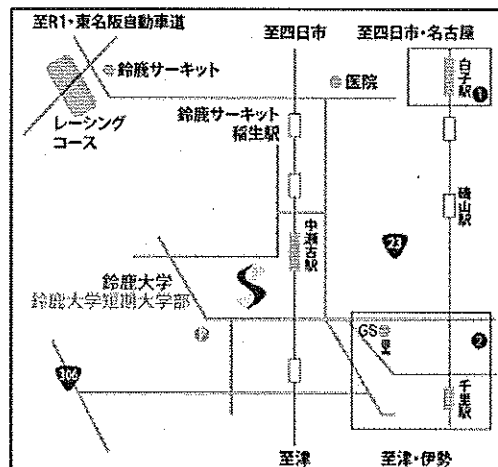 至R1・東名阪自動車道
至四日市
至四日市・名古屋
鈴鹿サーキット
医院
白子駅
1
レーシング
コース
鈴鹿サーキット
稲生駅
磯山駅
中瀬古駅
23
鈴鹿大学
鈴鹿大学短期大学部
S
P
GS
2
306
千里駅
至津
至津・伊勢